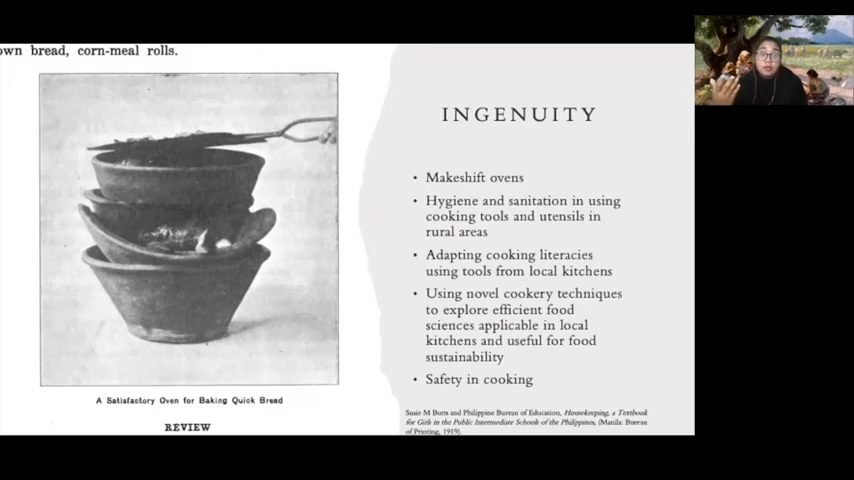 own bread, corn-meal rolls.
A Satisfactory Oven for Baking Quick Bread
REVIEW
INGENUITY
• Makeshift ovens
• Hygiene and sanitation in using
cooking tools and utensils in
rural areas
• Adapting cooking literacies
using tools from local kitchens
• Using novel cookery techniques
to explore efficient food
sciences applicable in local
kitchens and useful for food
sustainability
• Safety in cooking
Susie M Butts and Philippine Bureau of Education, Housekeeping, a Textbook
for Girls in the Public Intermediate Schools of the Philippines, (Manila: Bureau
of Printing, 1919).